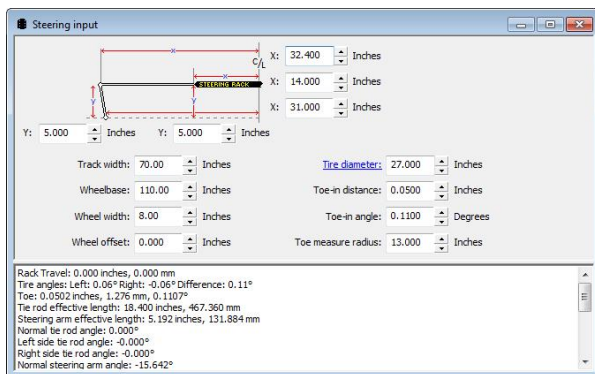 Steering input
x
C/L
X: 32.400 Inches
x
STEERING RACK
X: 14.000 Inches
y
y
X: 31.000 Inches
Y: 5.000 Inches Y: 5.000 Inches
Track width: 70.00 Inches Tire diameter: 27.000 Inches
Wheelbase: 110.00 Inches Toe-in distance: 0.0500 Inches
Wheel width: 8.00 Inches Toe-in angle: 0.1100 Degrees
Wheel offset: 0.000 Inches Toe measure radius: 13.000 Inches
Rack Travel: 0.000 inches, 0.000 mm
Tire angles: Left: 0.06° Right: -0.06° Difference: 0.11°
Toe: 0.0502 inches, 1.276 mm, 0.1107°
Tie rod effective length: 18.400 inches, 467.360 mm
Steering arm effective length: 5.192 inches, 131.884 mm
Normal tie rod angle: 0.000°
Left side tie rod angle: -0.000°
Right side tie rod angle: -0.000°
Normal steering arm angle: -15.642°